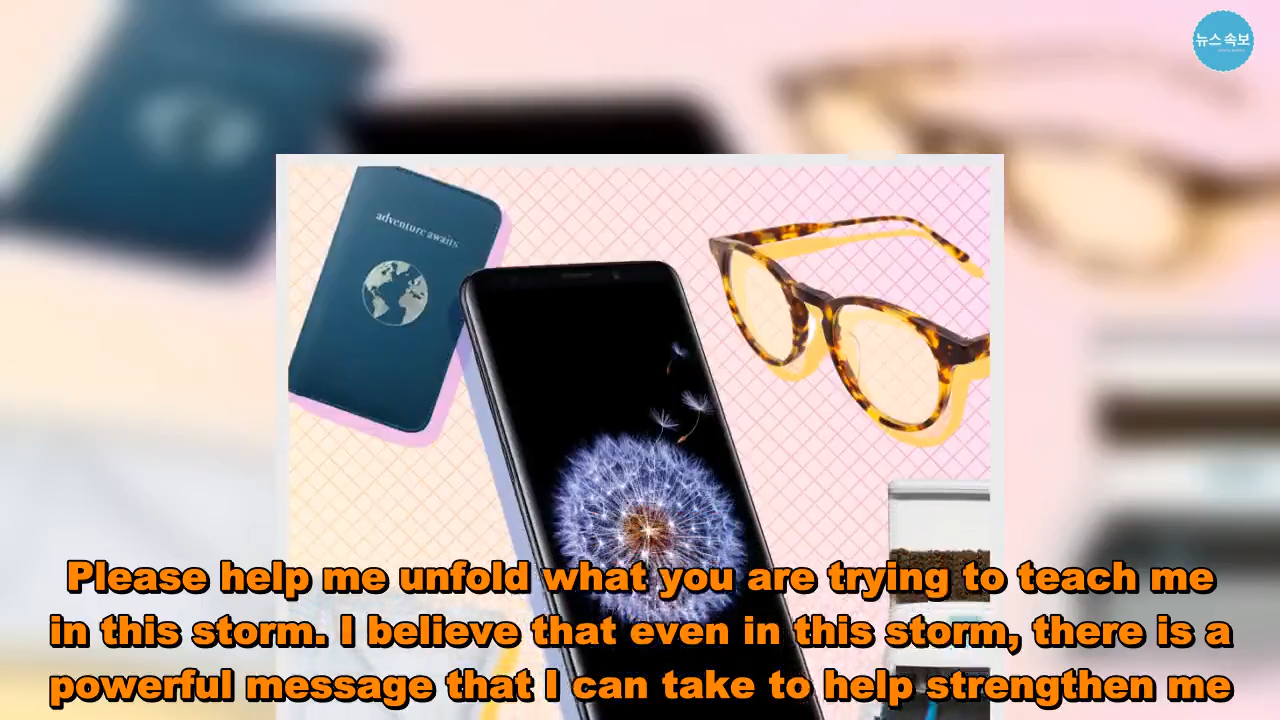 뉴스 속보
adventure awaits
Please help me unfold what you are trying to teach me
in this storm. I believe that even in this storm, there is a
powerful message that I can take to help strengthen me